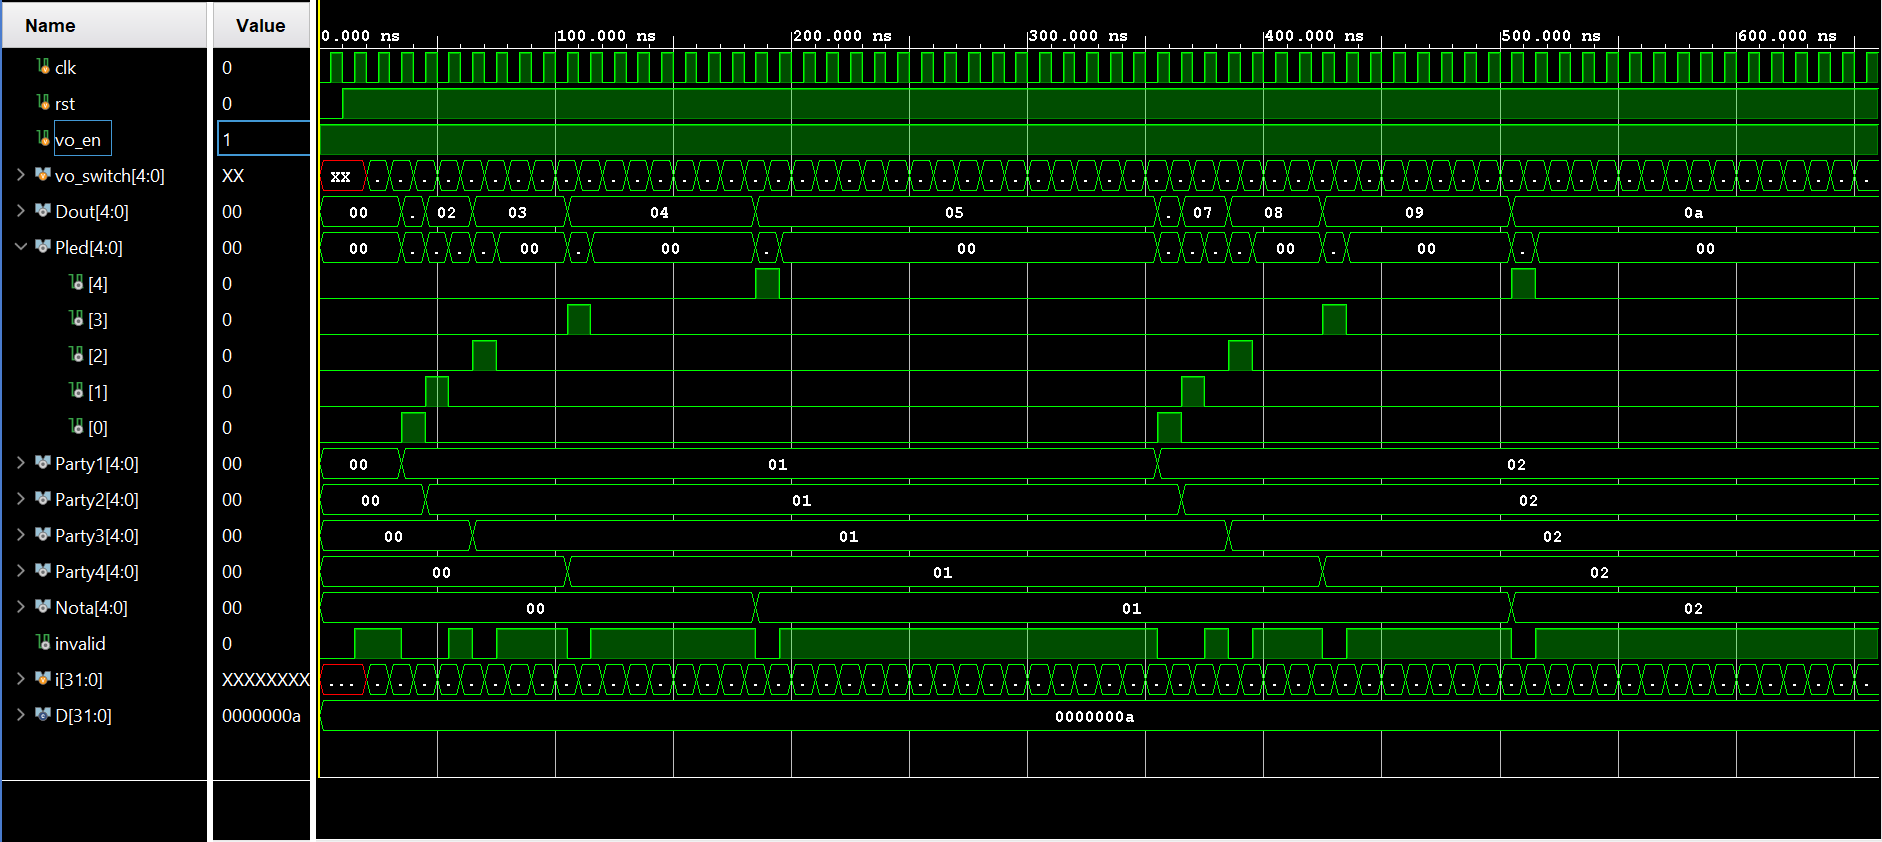 Name Value
0.000 ns 100.000 ns 200.000 ns 300.000 ns 400.000 ns 500.000 ns 600.000 ns
clk 0
rst 0
vo_en 1
vo_switch[4:0] XX XX . . . . . . . . . . . . . . . . . . . . . . . . . . . . . . . . . . . . . . . . . . . . . . . . . . . . . . . . . . . . . . . .
Dout[4:0] 00 00 . 02 03 04 05 . 07 08 09 0a
Pled[4:0] 00 00 . . . . 00 . 00 . 00 . . . . 00 . 00 . 00
[4] 0
[3] 0
[2] 0
[1] 0
[0] 0
Party1[4:0] 00 00 01 02
Party2[4:0] 00 00 01 02
Party3[4:0] 00 00 01 02
Party4[4:0] 00 00 01 02
Nota[4:0] 00 00 01 02
invalid 0
i[31:0] XXXXXXXX ... . . . . . . . . . . . . . . . . . . . . . . . . . . . . . . . . . . . . . . . . . . . . . . . . . . . . . . . . . . . . . . . .
D[31:0] 0000000a 0000000a